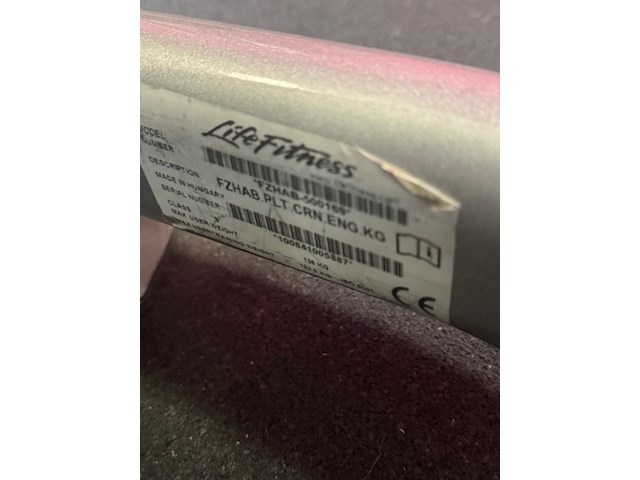 LifeFitness
MODEL NUMBER
*FZHAB-500169*
DESCRIPTION
FZHAB.PLT.CRN.ENG.KG
MADE IN HUNGARY
SERIAL NUMBER
*100841005887*
CLASS S
MAX USER WEIGHT 136 KG
CE